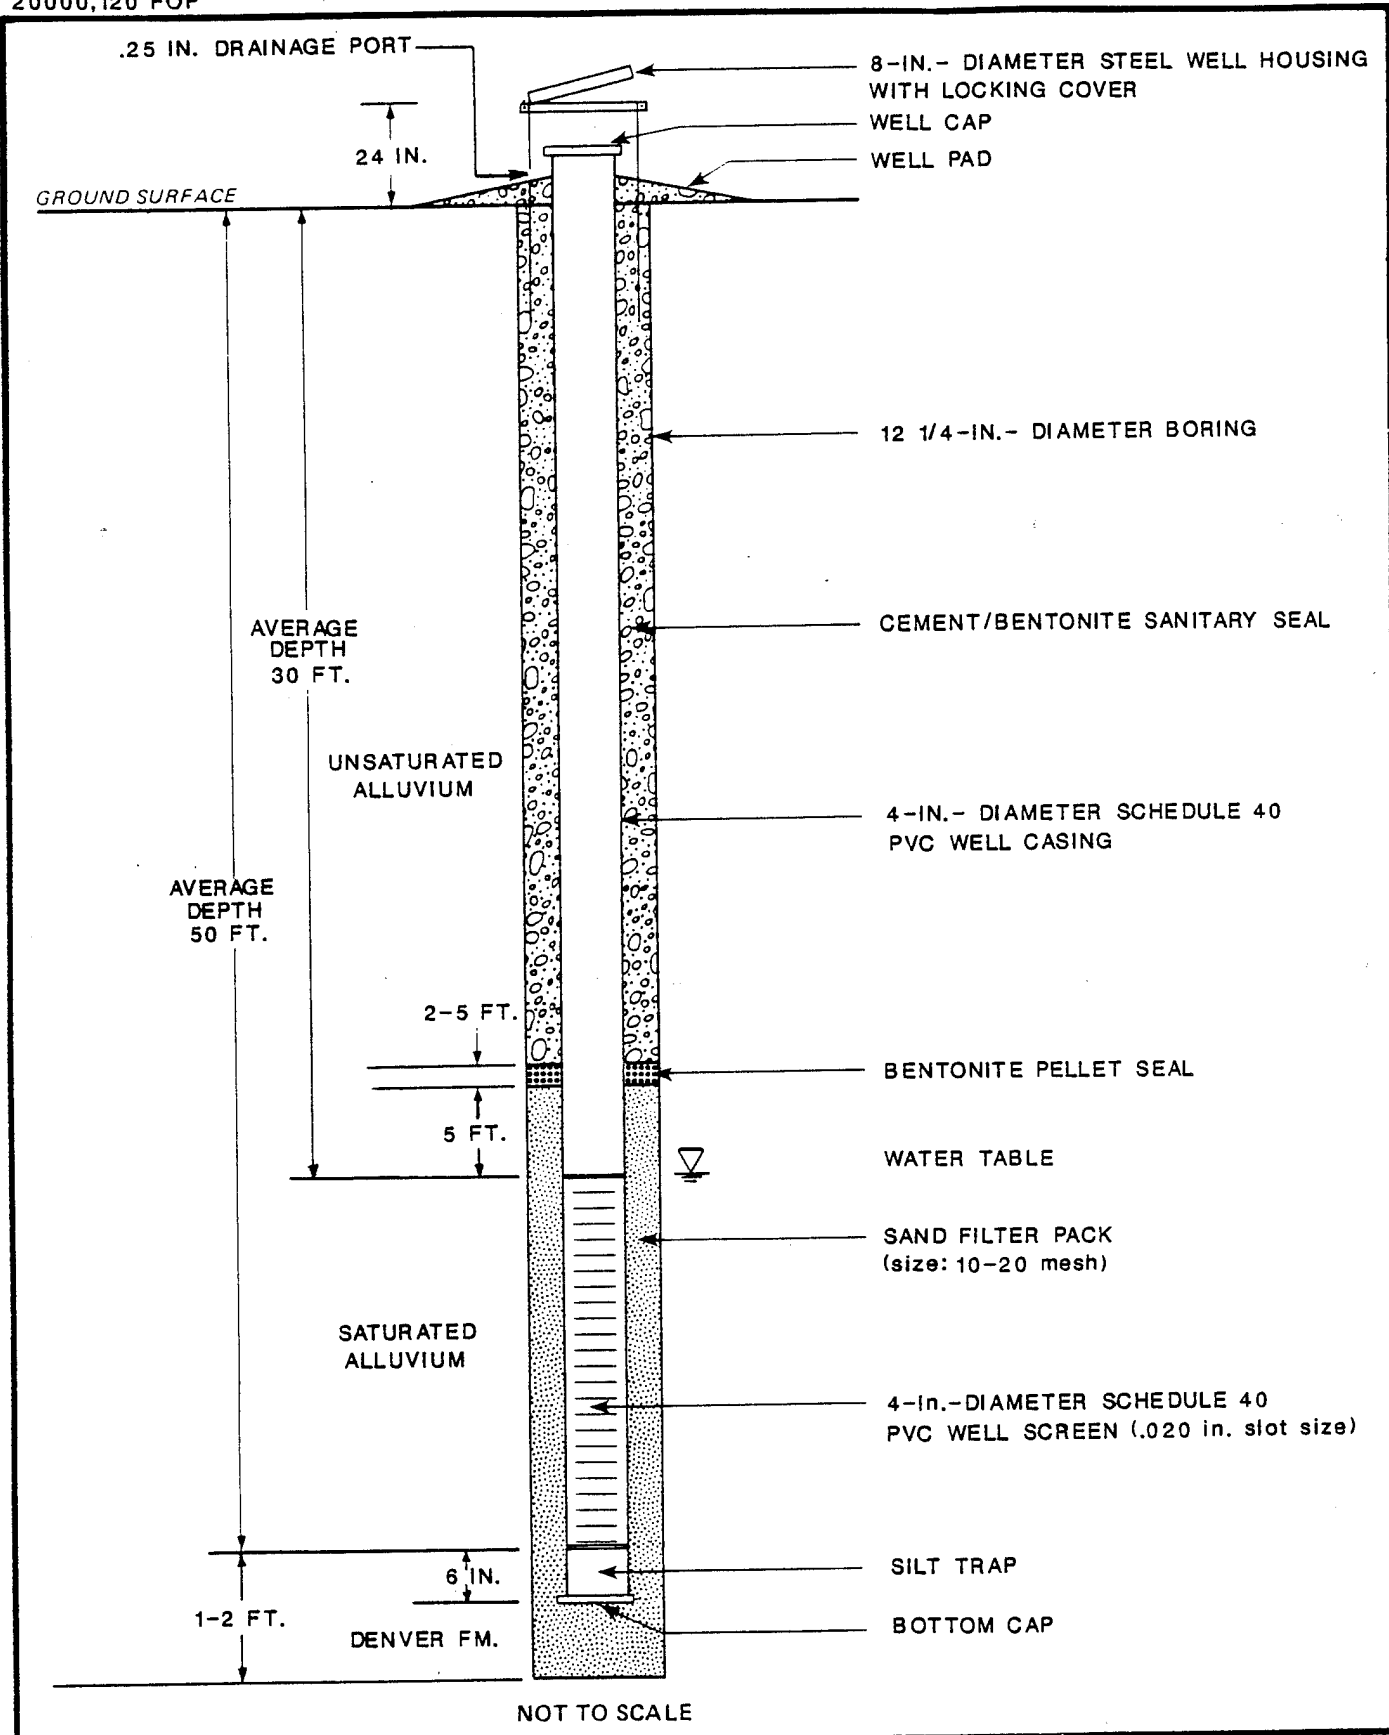 20000,120 POP
.25 IN. DRAINAGE PORT
8-IN.- DIAMETER STEEL WELL HOUSING
WITH LOCKING COVER
WELL CAP
24 IN.
WELL PAD
GROUND SURFACE
12 1/4-IN.- DIAMETER BORING
CEMENT/BENTONITE SANITARY SEAL
AVERAGE
DEPTH
30 FT.
UNSATURATED
ALLUVIUM
4-IN.- DIAMETER SCHEDULE 40
PVC WELL CASING
AVERAGE
DEPTH
50 FT.
2-5 FT.
BENTONITE PELLET SEAL
5 FT.
WATER TABLE
SAND FILTER PACK
(size: 10-20 mesh)
SATURATED
ALLUVIUM
4-In.-DIAMETER SCHEDULE 40
PVC WELL SCREEN (.020 in. slot size)
6 IN.
SILT TRAP
1-2 FT.
DENVER FM.
BOTTOM CAP
NOT TO SCALE